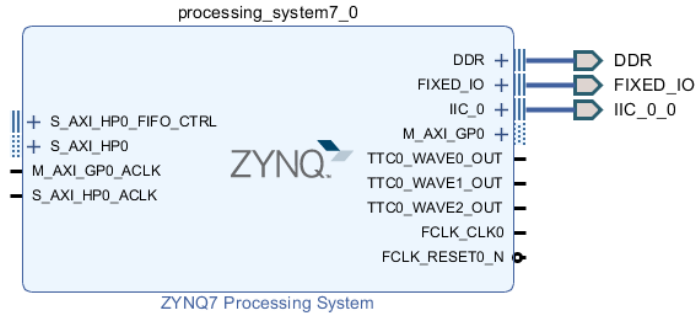 processing_system7_0
DDR
FIXED_IO
IIC_0
M_AXI_GP0
TTC0_WAVE0_OUT
TTC0_WAVE1_OUT
TTC0_WAVE2_OUT
FCLK_CLK0
FCLK_RESET0_N
S_AXI_HP0_FIFO_CTRL
S_AXI_HP0
M_AXI_GP0_ACLK
S_AXI_HP0_ACLK
ZYNQ
DDR
FIXED_IO
IIC_0_0
ZYNQ7 Processing System